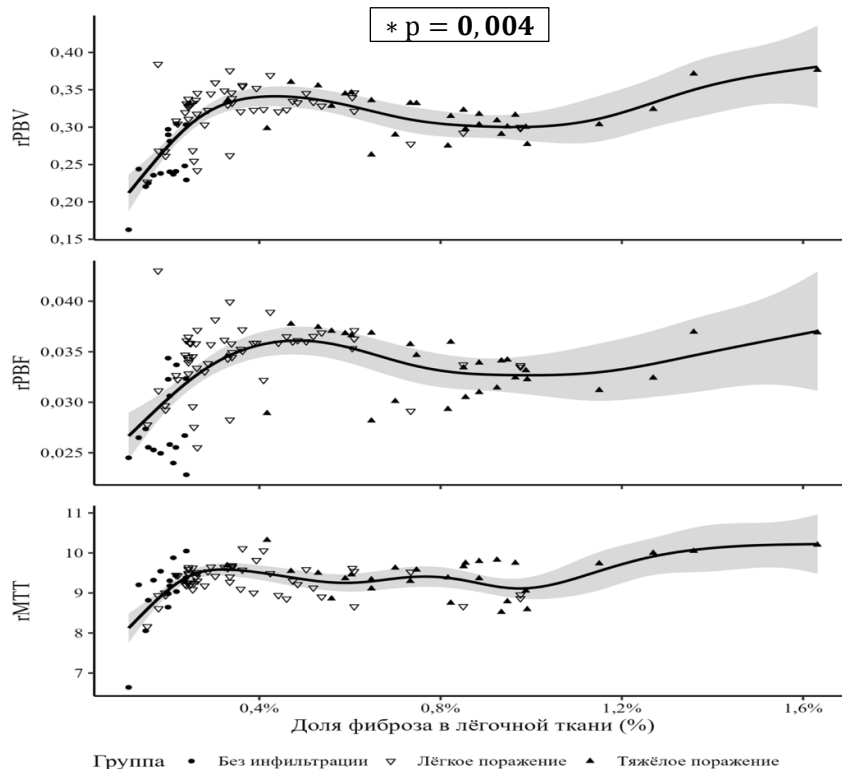 * p = 0,004
rPBV
0,40
0,35
0,30
0,25
0,20
0,15
rPBF
0,040
0,035
0,030
0,025
rMTT
11
10
9
8
7
0,4% 0,8% 1,2% 1,6%
Доля фиброза в лёгочной ткани (%)
Группа Без инфильтрации Лёгкое поражение Тяжёлое поражение